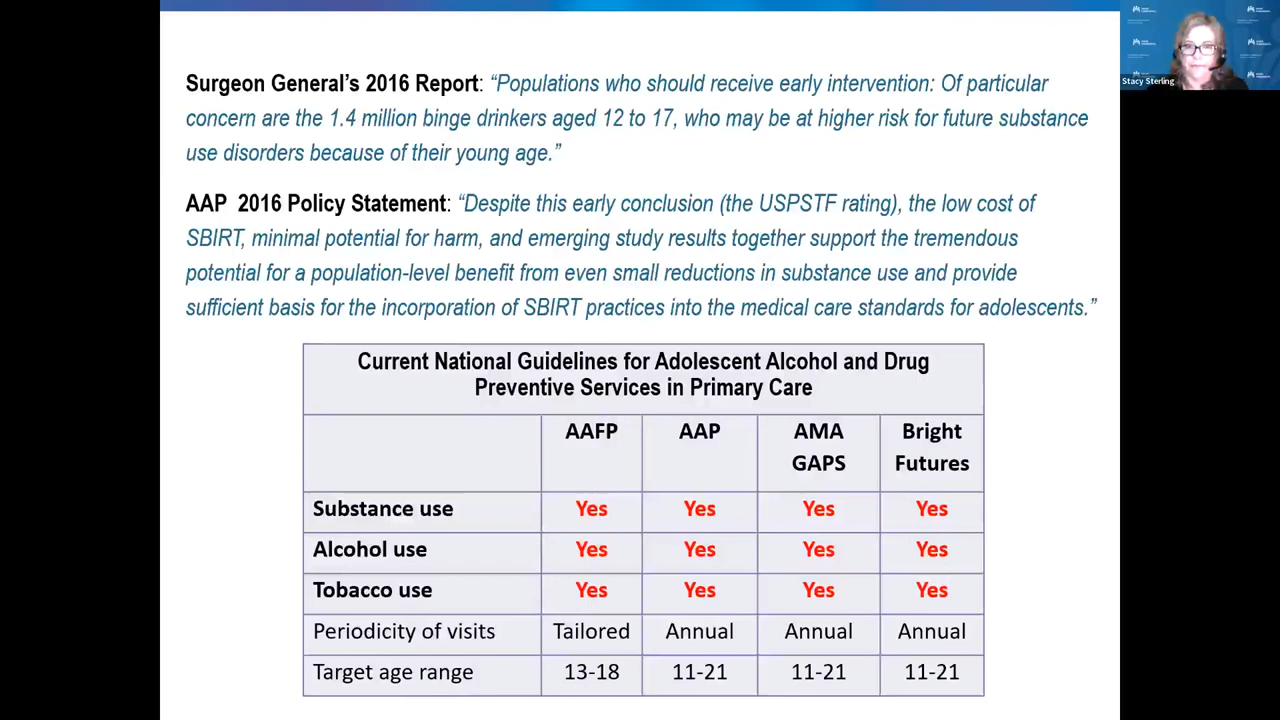 Surgeon General's 2016 Report: "Populations who should receive early intervention: Of particular
concern are the 1.4 million binge drinkers aged 12 to 17, who may be at higher risk for future substance
use disorders because of their young age."
AAP 2016 Policy Statement: "Despite this early conclusion (the USPSTF rating), the low cost of
SBIRT, minimal potential for harm, and emerging study results together support the tremendous
potential for a population-level benefit from even small reductions in substance use and provide
sufficient basis for the incorporation of SBIRT practices into the medical care standards for adolescents."
Current National Guidelines for Adolescent Alcohol and Drug
Preventive Services in Primary Care
AAFP AAP AMA GAPS Bright Futures
Substance use Yes Yes Yes Yes
Alcohol use Yes Yes Yes Yes
Tobacco use Yes Yes Yes Yes
Periodicity of visits Tailored Annual Annual Annual
Target age range 13-18 11-21 11-21 11-21
Stacy Sterling